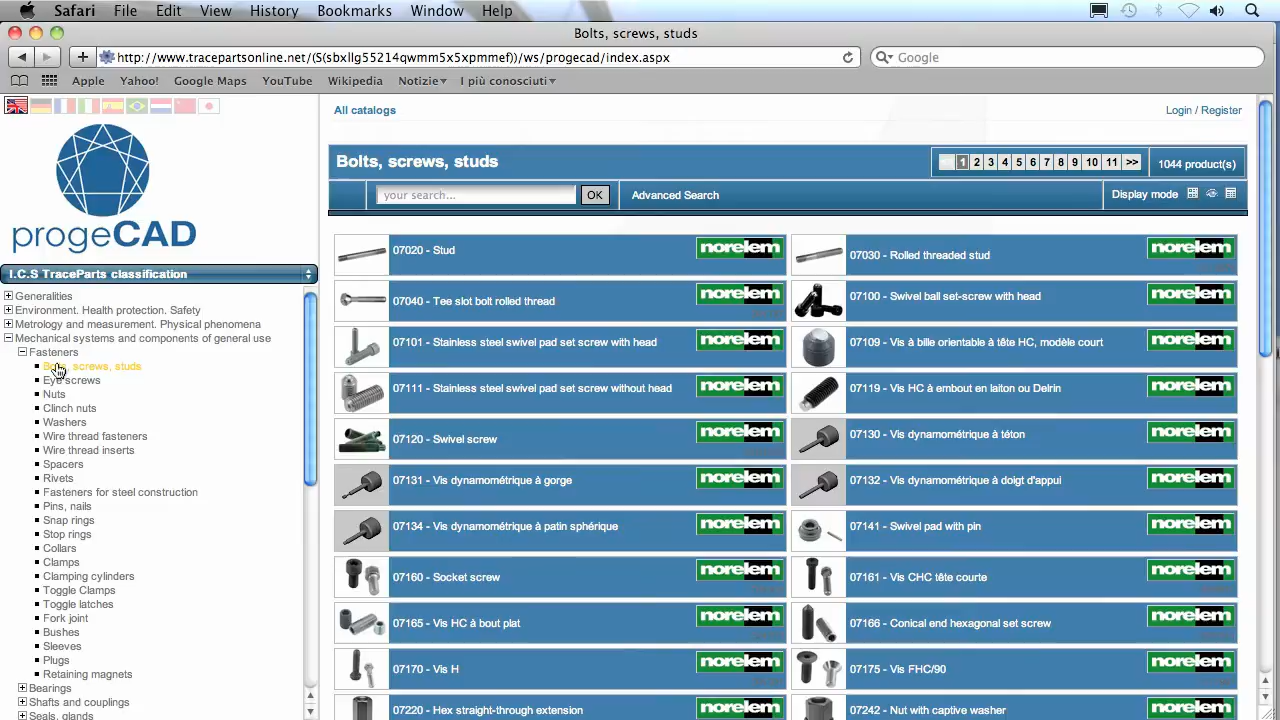 Safari File Edit View History Bookmarks Window Help
Bolts, screws, studs
http://www.tracepartsonline.net/(S(sbxllg55214qwmm5x5xpmmef))/ws/progecad/index.aspx
Google
Apple Yahoo! Google Maps YouTube Wikipedia Notizie▾ I più conosciuti▾
All catalogs
Login / Register
progeCAD
Bolts, screws, studs
1 2 3 4 5 6 7 8 9 10 11 >>
1044 product(s)
your search...
OK
Advanced Search
Display mode
I.C.S TraceParts classification
Generalities
Environment. Health protection. Safety
Metrology and measurement. Physical phenomena
Mechanical systems and components of general use
Fasteners
Bolts, screws, studs
Eye screws
Nuts
Clinch nuts
Washers
Wire thread fasteners
Wire thread inserts
Spacers
Rivets
Fasteners for steel construction
Pins, nails
Snap rings
Stop rings
Collars
Clamps
Clamping cylinders
Toggle Clamps
Toggle latches
Fork joint
Bushes
Sleeves
Plugs
Retaining magnets
Bearings
Shafts and couplings
Seals, glands
07020 - Stud norelem
07030 - Rolled threaded stud norelem
07040 - Tee slot bolt rolled thread norelem
07100 - Swivel ball set-screw with head norelem
07101 - Stainless steel swivel pad set screw with head norelem
07109 - Vis à bille orientable à tête HC, modèle court norelem
07111 - Stainless steel swivel pad set screw without head norelem
07119 - Vis HC à embout en laiton ou Delrin norelem
07120 - Swivel screw norelem
07130 - Vis dynamométrique à téton norelem
07131 - Vis dynamométrique à gorge norelem
07132 - Vis dynamométrique à doigt d'appui norelem
07134 - Vis dynamométrique à patin sphérique norelem
07141 - Swivel pad with pin norelem
07160 - Socket screw norelem
07161 - Vis CHC tête courte norelem
07165 - Vis HC à bout plat norelem
07166 - Conical end hexagonal set screw norelem
07170 - Vis H norelem
07175 - Vis FHC/90 norelem
07220 - Hex straight-through extension norelem
07242 - Nut with captive washer norelem